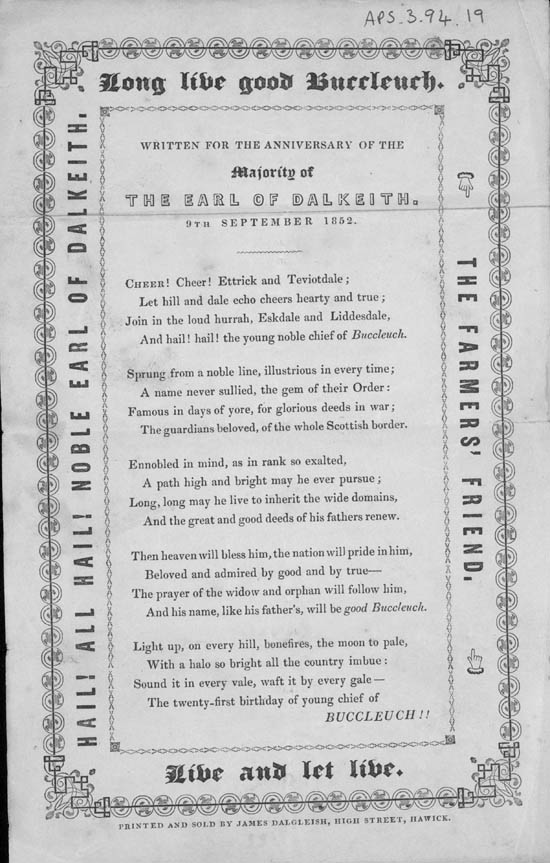 APS.3.94.19
Long live good Buccleuch.
HAIL! ALL HAIL! NOBLE EARL OF DALKEITH.
WRITTEN FOR THE ANNIVERSARY OF THE
Majority of
THE EARL OF DALKEITH.
9TH SEPTEMBER 1852.
CHEER! Cheer! Ettrick and Teviotdale;
Let hill and dale echo cheers hearty and true;
Join in the loud hurrah, Eskdale and Liddesdale,
And hail! hail! the young noble chief of Buccleuch.
Sprung from a noble line, illustrious in every time;
A name never sullied, the gem of their Order:
Famous in days of yore, for glorious deeds in war;
The guardians beloved, of the whole Scottish border.
Ennobled in mind, as in rank so exalted,
A path high and bright may he ever pursue;
Long, long may he live to inherit the wide domains,
And the great and good deeds of his fathers renew.
Then heaven will bless him, the nation will pride in him,
Beloved and admired by good and by true—
The prayer of the widow and orphan will follow him,
And his name, like his father's, will be good Buccleuch.
Light up, on every hill, bonefires, the moon to pale,
With a halo so bright all the country imbue:
Sound it in every vale, waft it by every gale—
The twenty-first birthday of young chief of
BUCCLEUCH!!
THE FARMERS' FRIEND.
Live and let live.
PRINTED AND SOLD BY JAMES DALGLEISH, HIGH STREET, HAWICK.